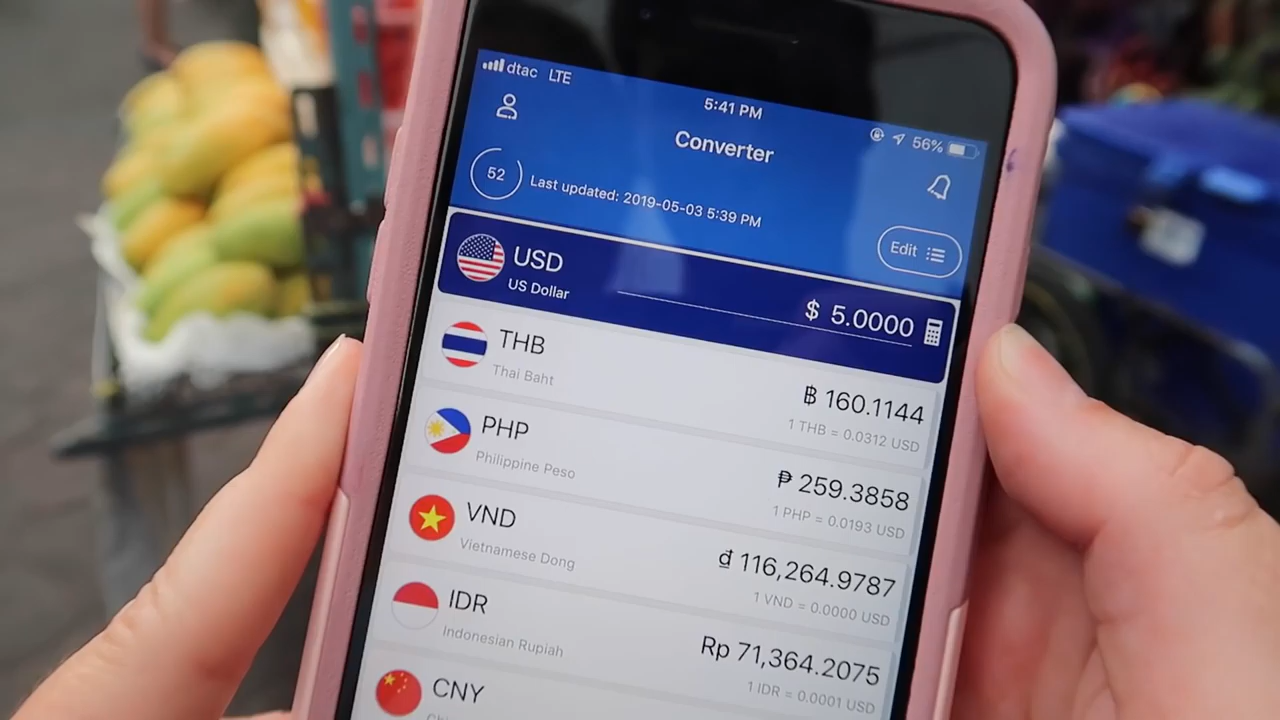 dtac LTE
5:41 PM
56%
Converter
52
Last updated: 2019-05-03 5:39 PM
Edit
USD
US Dollar
$ 5.0000
THB
Thai Baht
฿ 160.1144
1 THB = 0.0312 USD
PHP
Philippine Peso
₱ 259.3858
1 PHP = 0.0193 USD
VND
Vietnamese Dong
đ 116,264.9787
1 VND = 0.0000 USD
IDR
Indonesian Rupiah
Rp 71,364.2075
1 IDR = 0.0001 USD
CNY